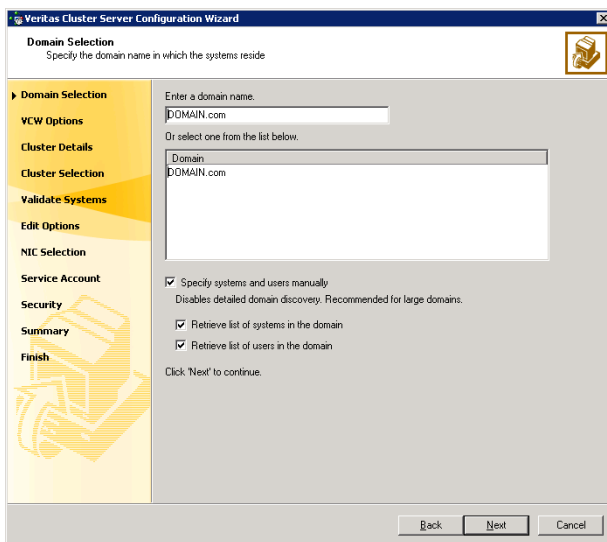 Veritas Cluster Server Configuration Wizard
Domain Selection
Specify the domain name in which the systems reside
Domain Selection
VCW Options
Cluster Details
Cluster Selection
Validate Systems
Edit Options
NIC Selection
Service Account
Security
Summary
Finish
Enter a domain name.
DOMAIN.com
Or select one from the list below.
Domain
DOMAIN.com
Specify systems and users manually
Disables detailed domain discovery. Recommended for large domains.
Retrieve list of systems in the domain
Retrieve list of users in the domain
Click 'Next' to continue.
Back Next Cancel